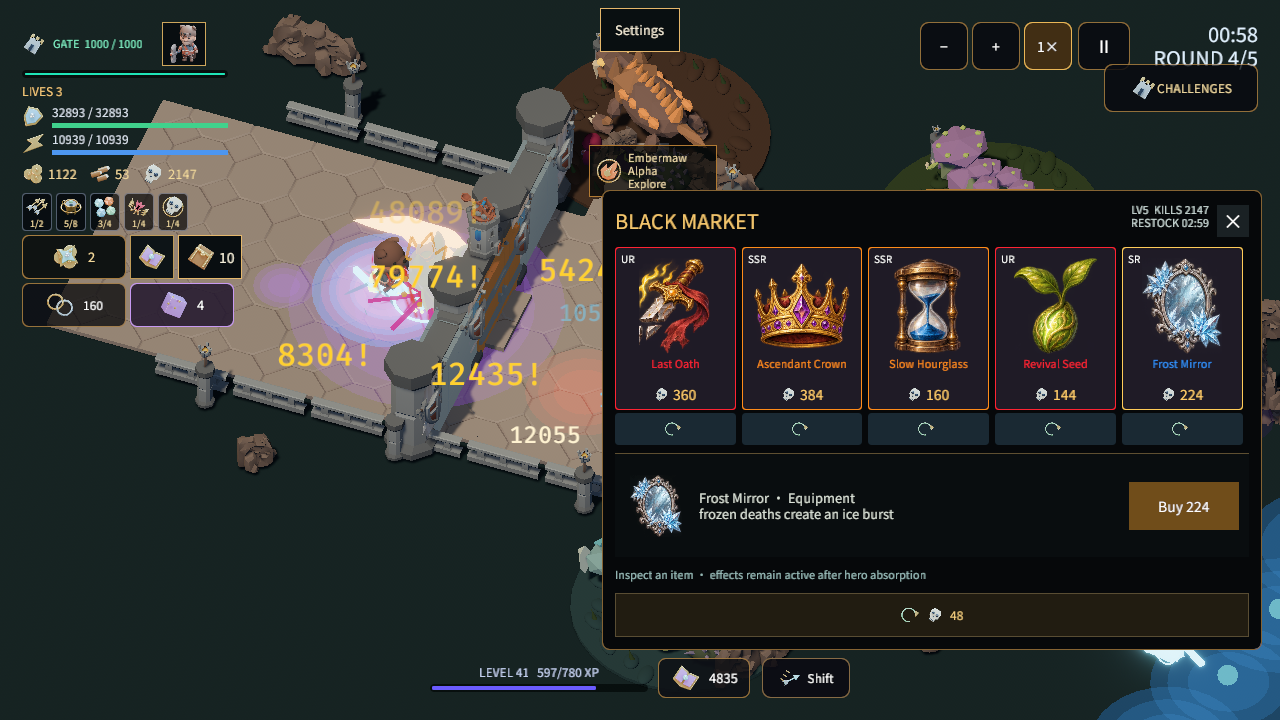 Settings
GATE 1000 / 1000
LIVES 3
32893 / 32893
10939 / 10939
1122
53
2147
1/2
5/8
3/4
1/4
1/4
2
10
160
4
− + 1× II
00:58
ROUND 4/5
CHALLENGES
Embermaw
Alpha
Explore
48089!
79774!
5424
105
8304!
12435!
12055
BLACK MARKET
LV5 KILLS 2147
RESTOCK 02:59
UR
Last Oath
360
SSR
Ascendant Crown
384
SSR
Slow Hourglass
160
UR
Revival Seed
144
SR
Frost Mirror
224
Frost Mirror • Equipment
frozen deaths create an ice burst
Buy 224
Inspect an item • effects remain active after hero absorption
48
LEVEL 41 597/780 XP
4835
Shift